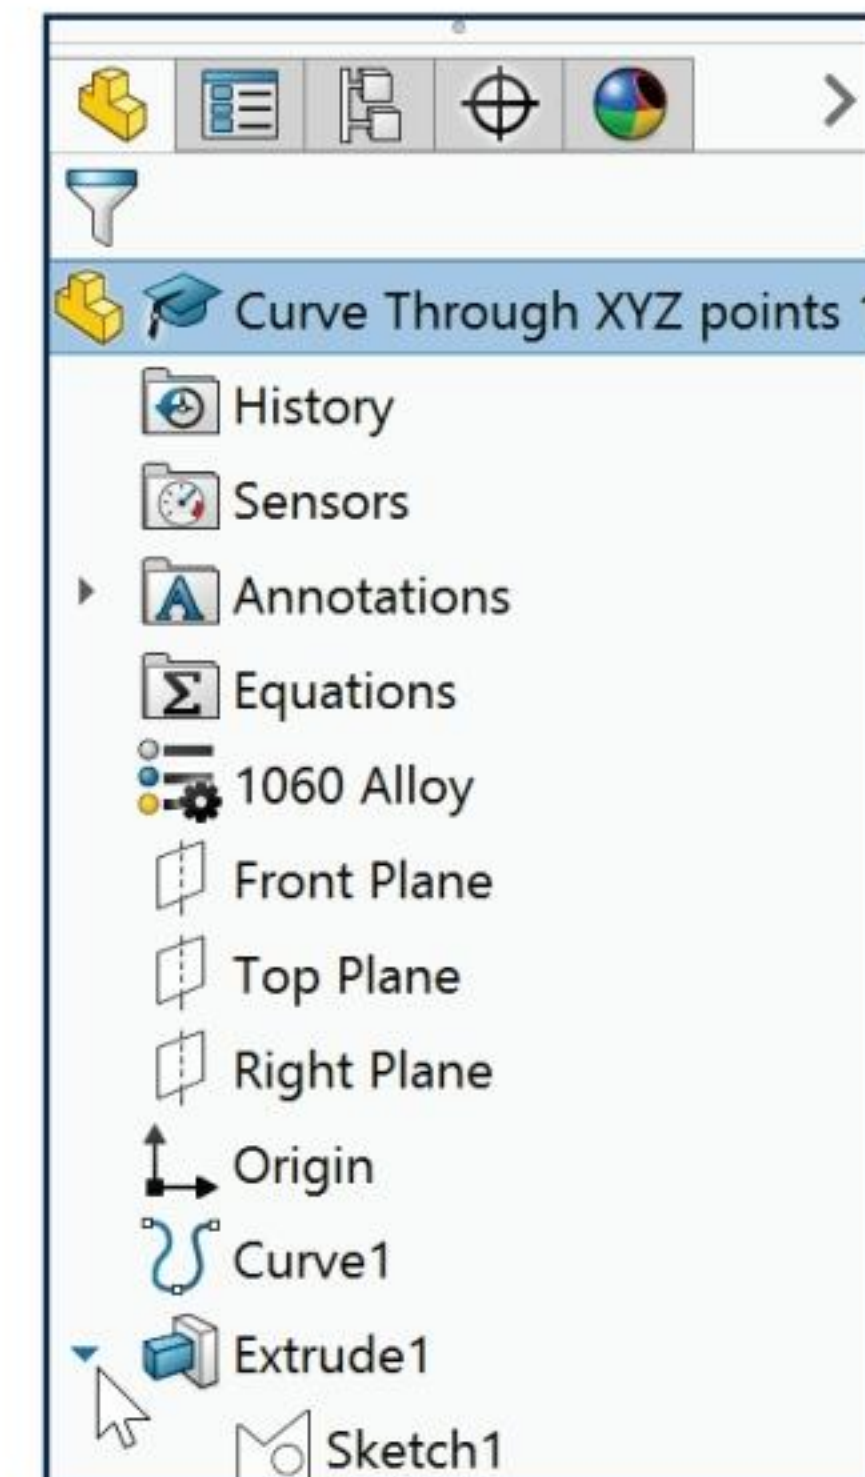 Curve Through XYZ points
History
Sensors
Annotations
Equations
1060 Alloy
Front Plane
Top Plane
Right Plane
Origin
Curve1
Extrude1
Sketch1